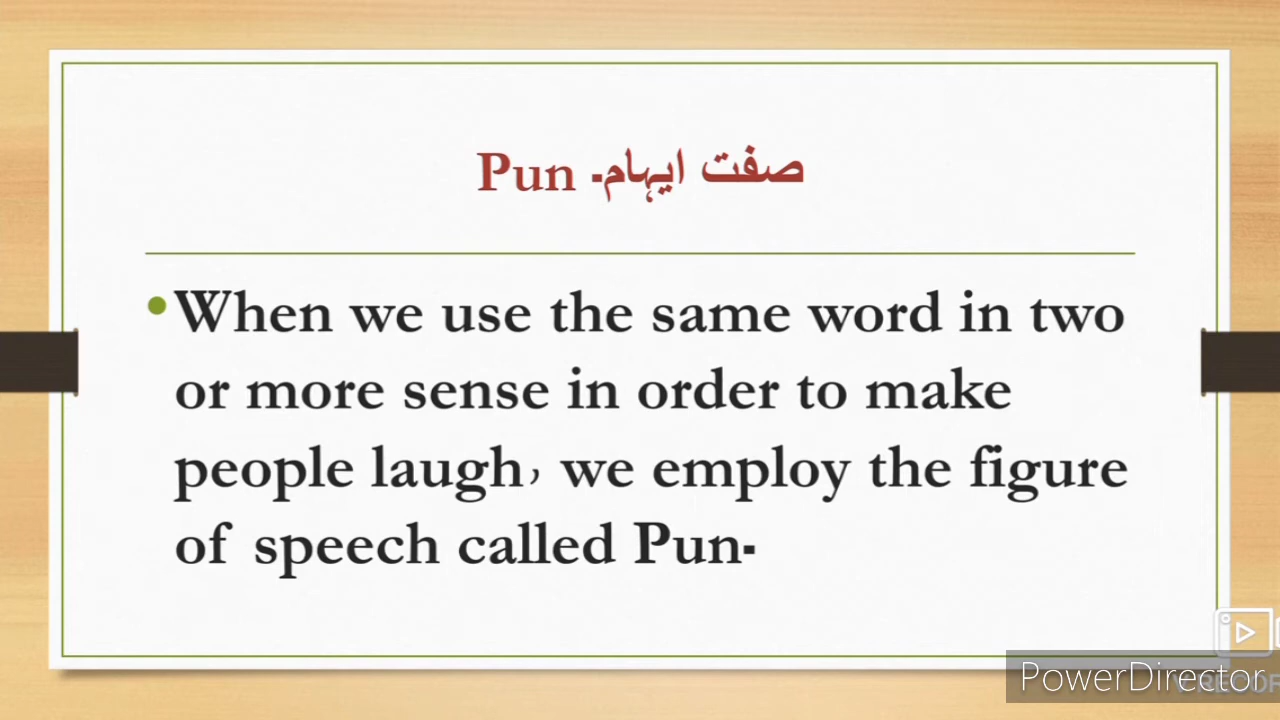 صفت ایہام۔ Pun
•When we use the same word in two
or more sense in order to make
people laugh، we employ the figure
of speech called Pun۔
PowerDirector